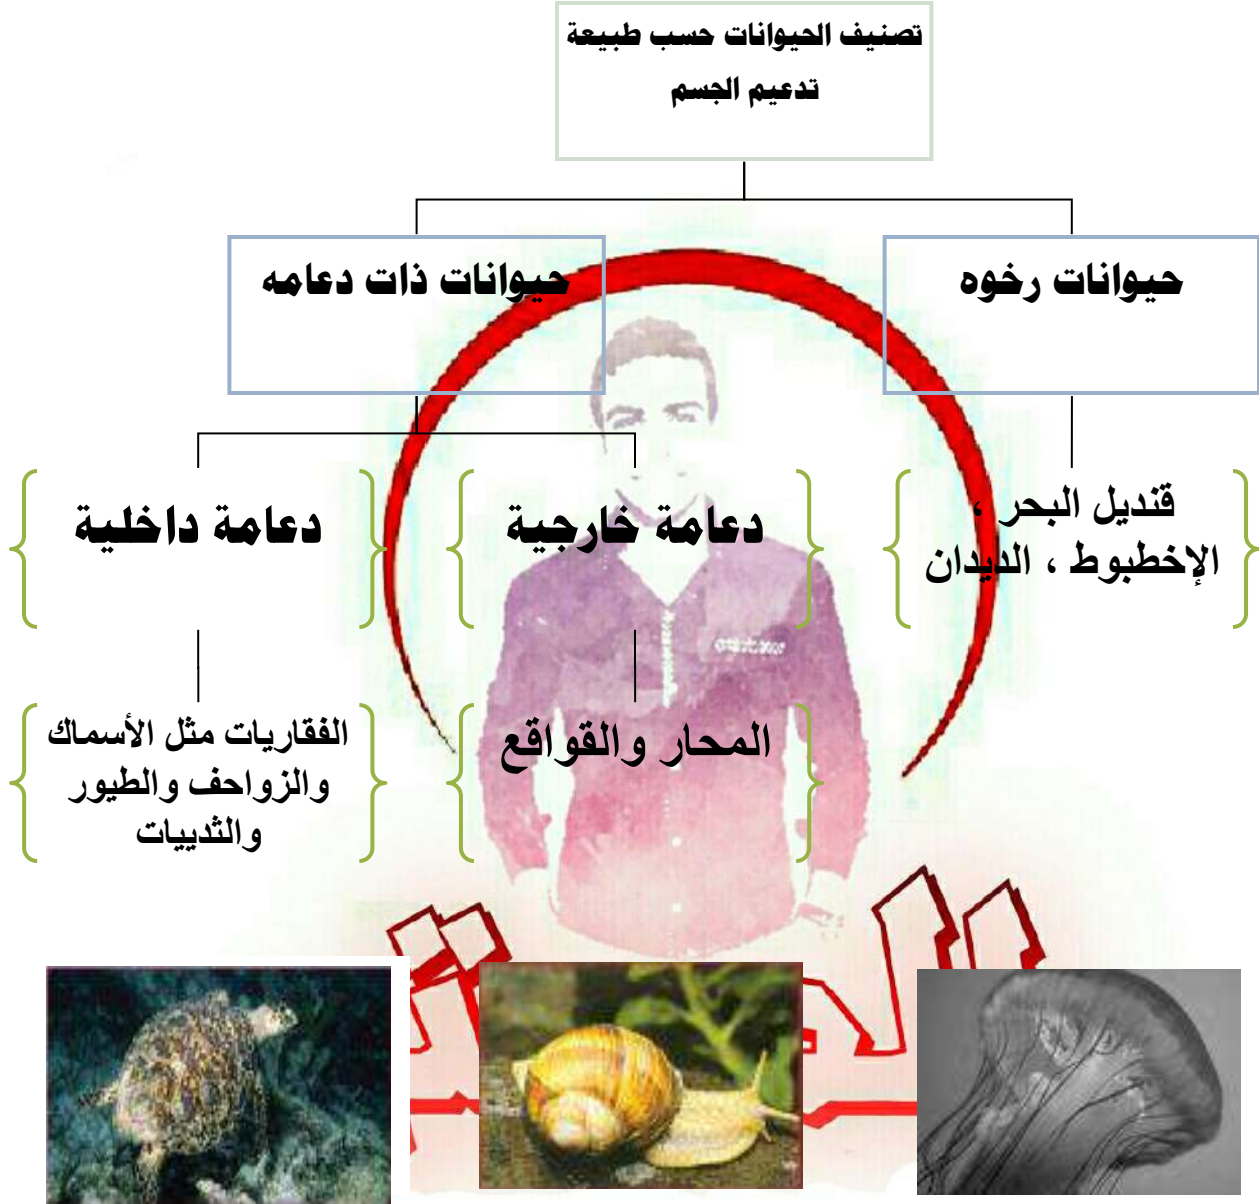 تصنيف الحيوانات حسب طبيعة
تدعيم الجسم
حيوانات رخوه
حيوانات ذات دعامه
قنديل البحر ،
الإخطبوط ، الديدان
دعامة خارجية
دعامة داخلية
المحار والقواقع
الفقاريات مثل الأسماك
والزواحف والطيور
والثدييات